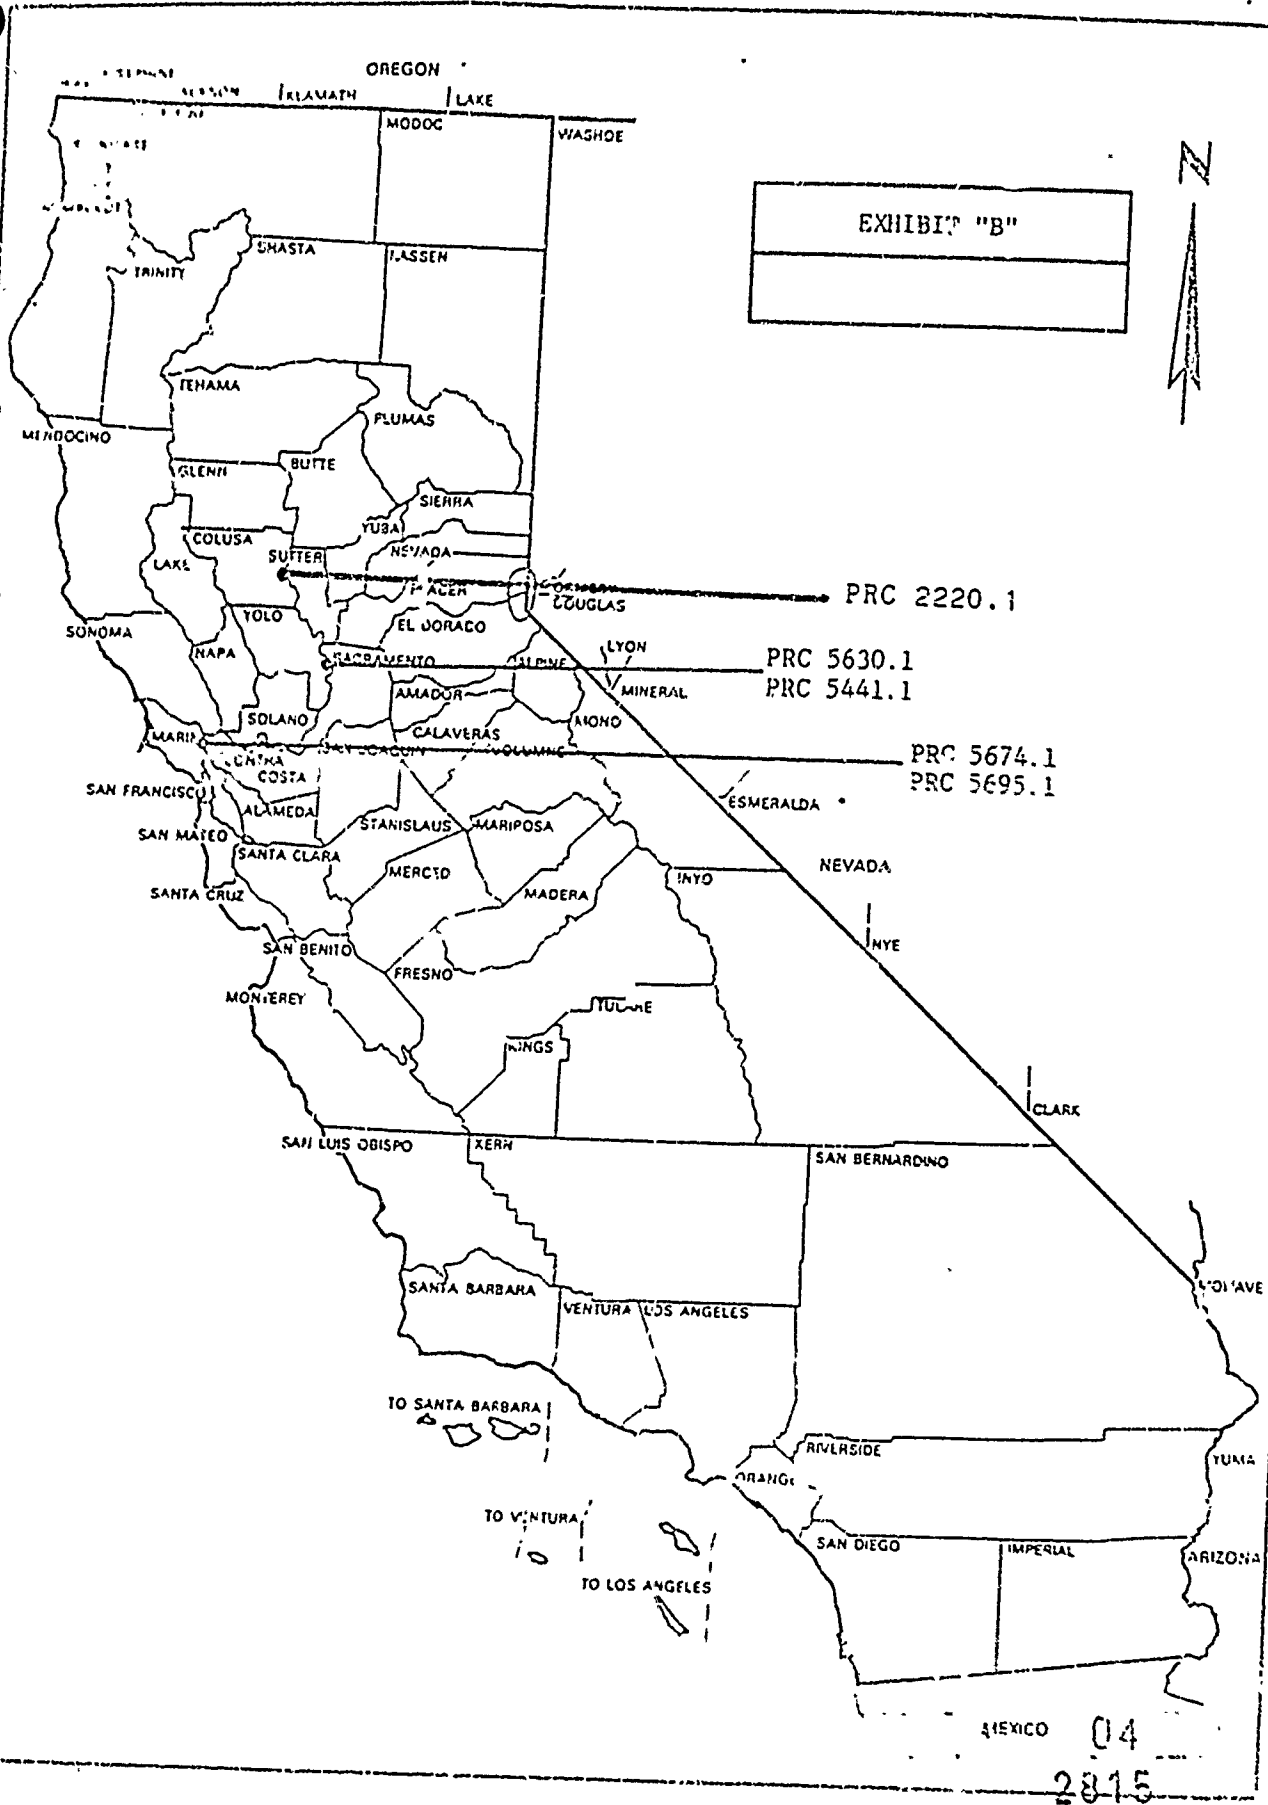 OREGON
KLAMATH
LAKE
MODOC
WASHOE
N
EXHIBIT "B"
SHASTA
LASSEN
TRINITY
TEHAMA
PLUMAS
MENDOCINO
GLENN
BUTTE
SIERRA
YUBA
COLUSA
SUTTER
NEVADA
LAKE
PLACER
DOUGLAS
PRC 2220.1
YOLO
EL DORADO
SONOMA
NAPA
SACRAMENTO
ALPINE
LYON
PRC 5630.1
AMADOR
MINERAL
PRC 5441.1
SOLANO
MONO
MARIN
CALAVERAS
SAN JOAQUIN
CONTRA
COSTA
PRC 5674.1
PRC 5695.1
SAN FRANCISCO
ALAMEDA
ESMERALDA
STANISLAUS
MARIPOSA
SAN MATEO
SANTA CLARA
MERCED
INYO
NEVADA
SANTA CRUZ
MADERA
SAN BENITO
NYE
FRESNO
MONTEREY
TULARE
KINGS
CLARK
SAN LUIS OBISPO
KERN
SAN BERNARDINO
SANTA BARBARA
MOHAVE
VENTURA
LOS ANGELES
TO SANTA BARBARA
RIVERSIDE
YUMA
ORANGE
TO VENTURA
SAN DIEGO
IMPERIAL
ARIZONA
TO LOS ANGELES
MEXICO
04
2815